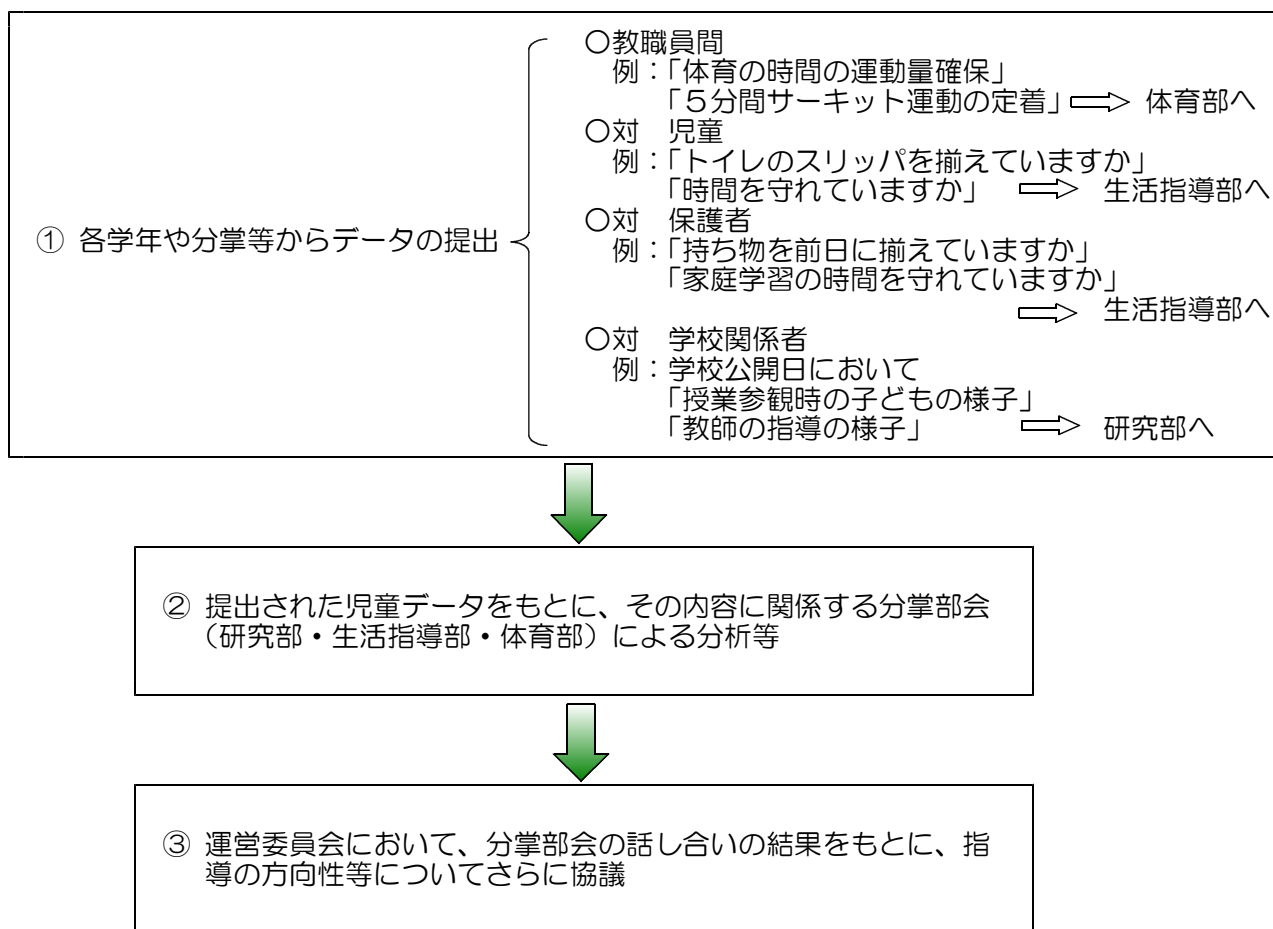 ○教職員間
例：「体育の時間の運動量確保」
「５分間サーキット運動の定着」 体育部へ
○対　児童
例：「トイレのスリッパを揃えていますか」
「時間を守れていますか」 生活指導部へ
○対　保護者
① 各学年や分掌等からデータの提出
例：「持ち物を前日に揃えていますか」
「家庭学習の時間を守れていますか」
生活指導部へ
○対　学校関係者
例：学校公開日において
「授業参観時の子どもの様子」
「教師の指導の様子」 研究部へ
② 提出された児童データをもとに、その内容に関係する分掌部会
（研究部・生活指導部・体育部）による分析等
③ 運営委員会において、分掌部会の話し合いの結果をもとに、指
導の方向性等についてさらに協議